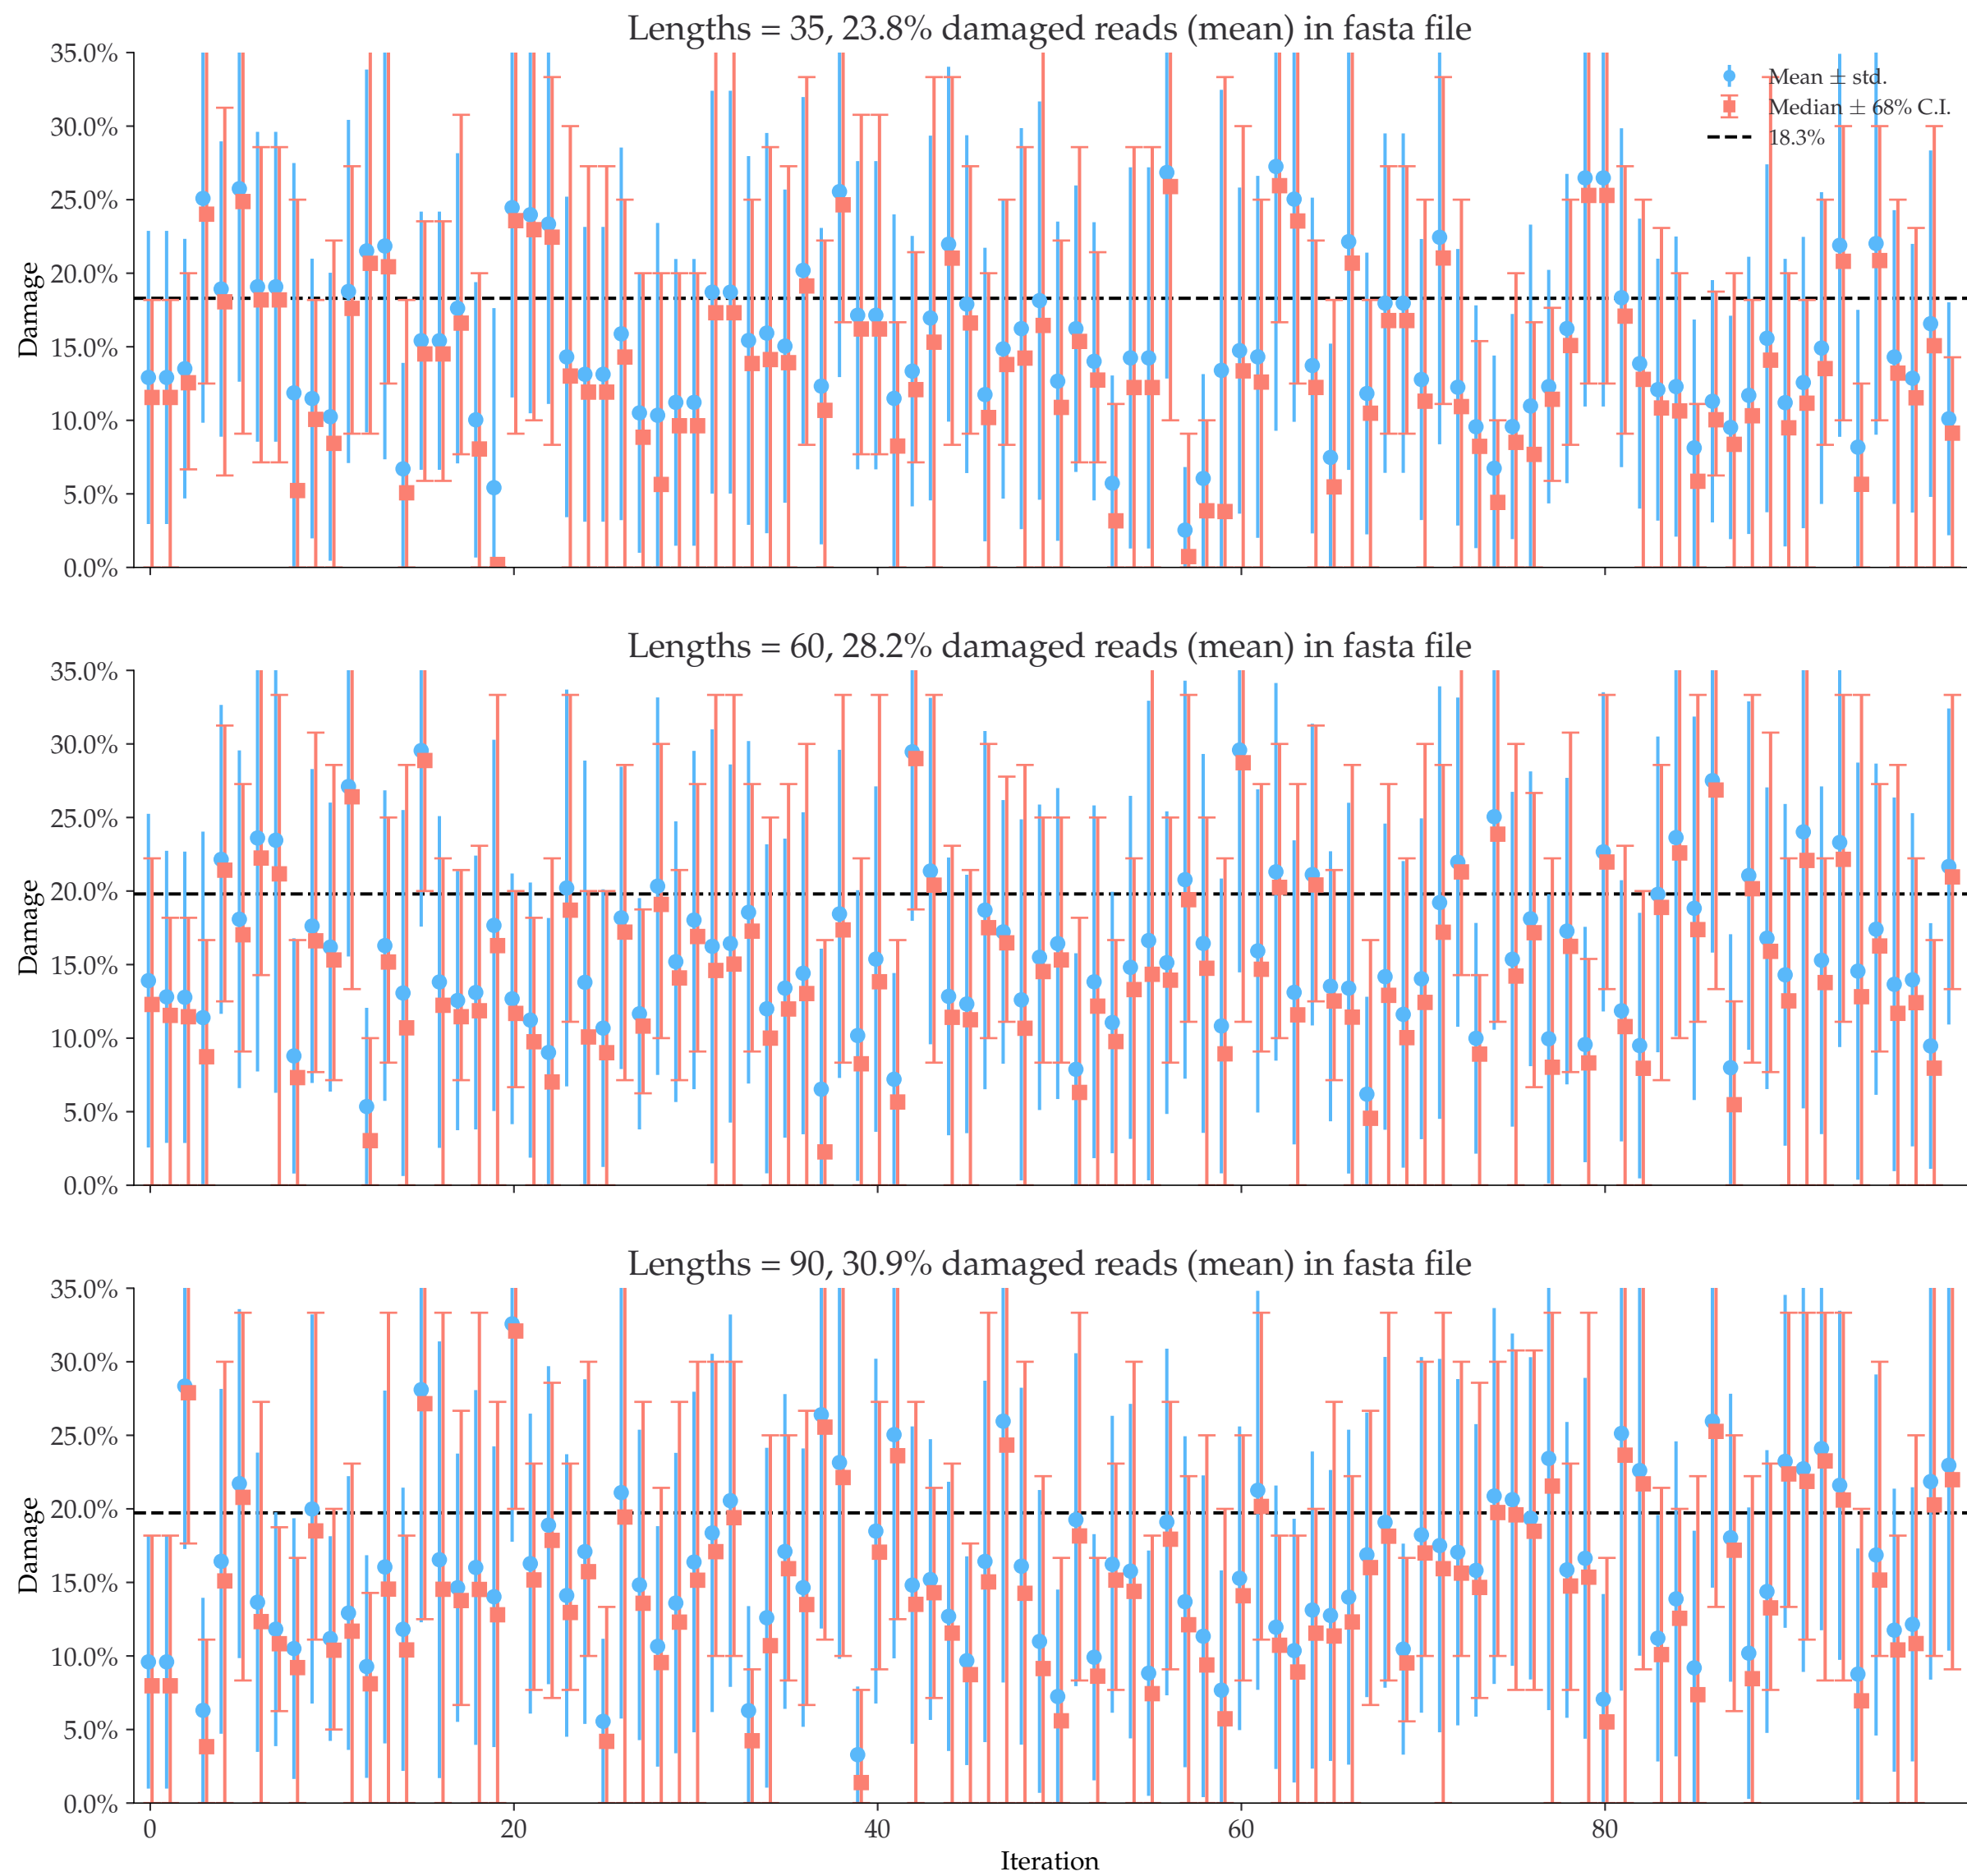 Lengths = 35, 23.8% damaged reads (mean) in fasta file
35.0%
30.0%
25.0%
20.0%
15.0%
10.0%
5.0%
0.0%
Damage
Mean ± std.
Median ± 68% C.I.
18.3%
Lengths = 60, 28.2% damaged reads (mean) in fasta file
35.0%
30.0%
25.0%
20.0%
15.0%
10.0%
5.0%
0.0%
Damage
Lengths = 90, 30.9% damaged reads (mean) in fasta file
35.0%
30.0%
25.0%
20.0%
15.0%
10.0%
5.0%
0.0%
Damage
0 20 40 60 80
Iteration